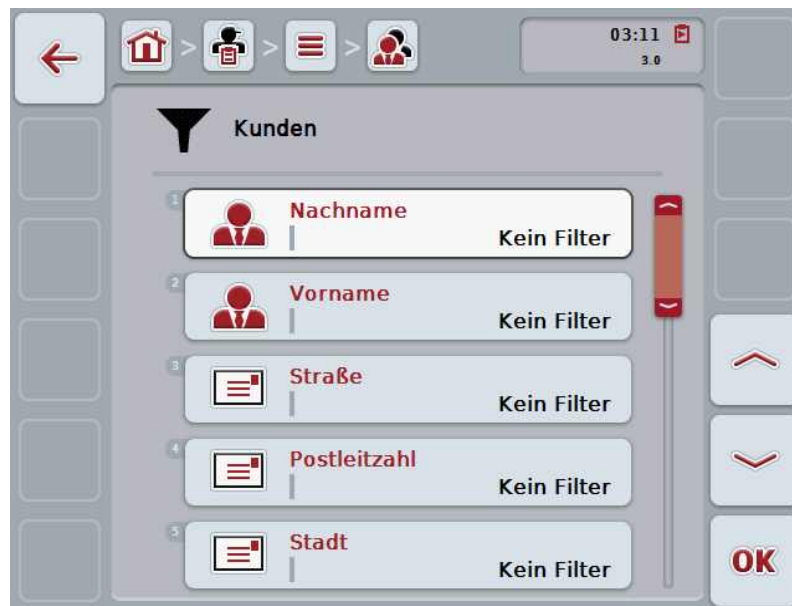 03:11
3.0
Kunden
1
Nachname
Kein Filter
2
Vorname
Kein Filter
3
Straße
Kein Filter
4
Postleitzahl
Kein Filter
5
Stadt
Kein Filter
OK